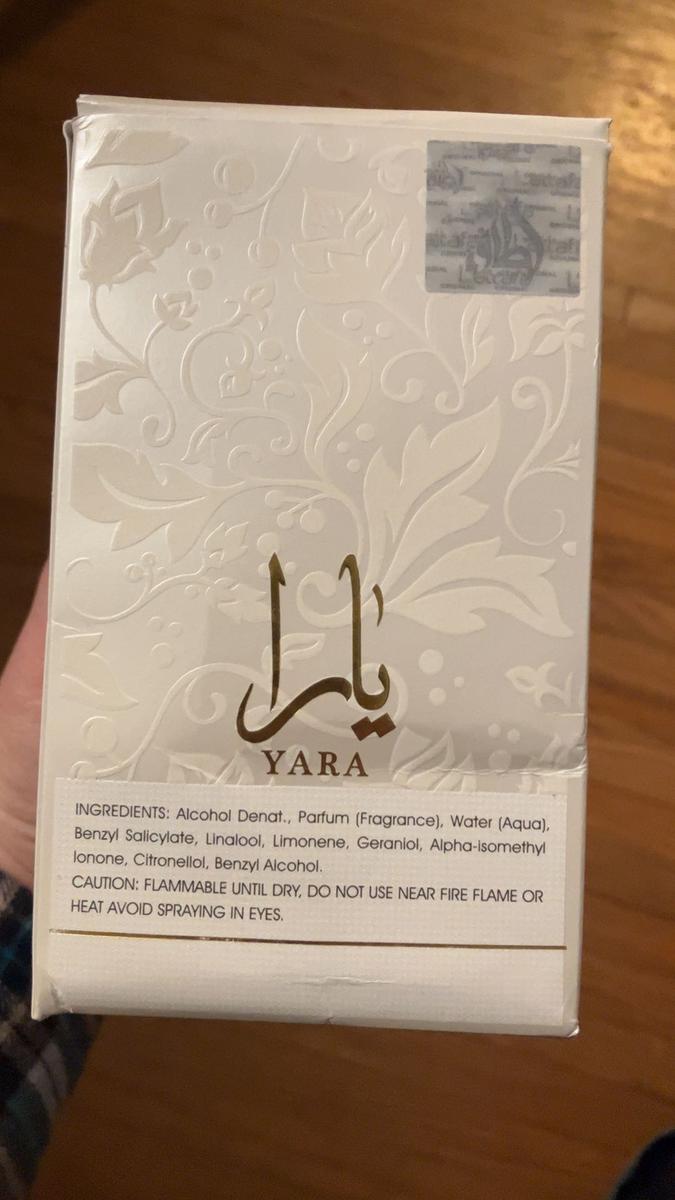 Lattafa
يارا
YARA
INGREDIENTS: Alcohol Denat., Parfum (Fragrance), Water (Aqua),
Benzyl Salicylate, Linalool, Limonene, Geraniol, Alpha-isomethyl
Ionone, Citronellol, Benzyl Alcohol.
CAUTION: FLAMMABLE UNTIL DRY, DO NOT USE NEAR FIRE FLAME OR
HEAT AVOID SPRAYING IN EYES.